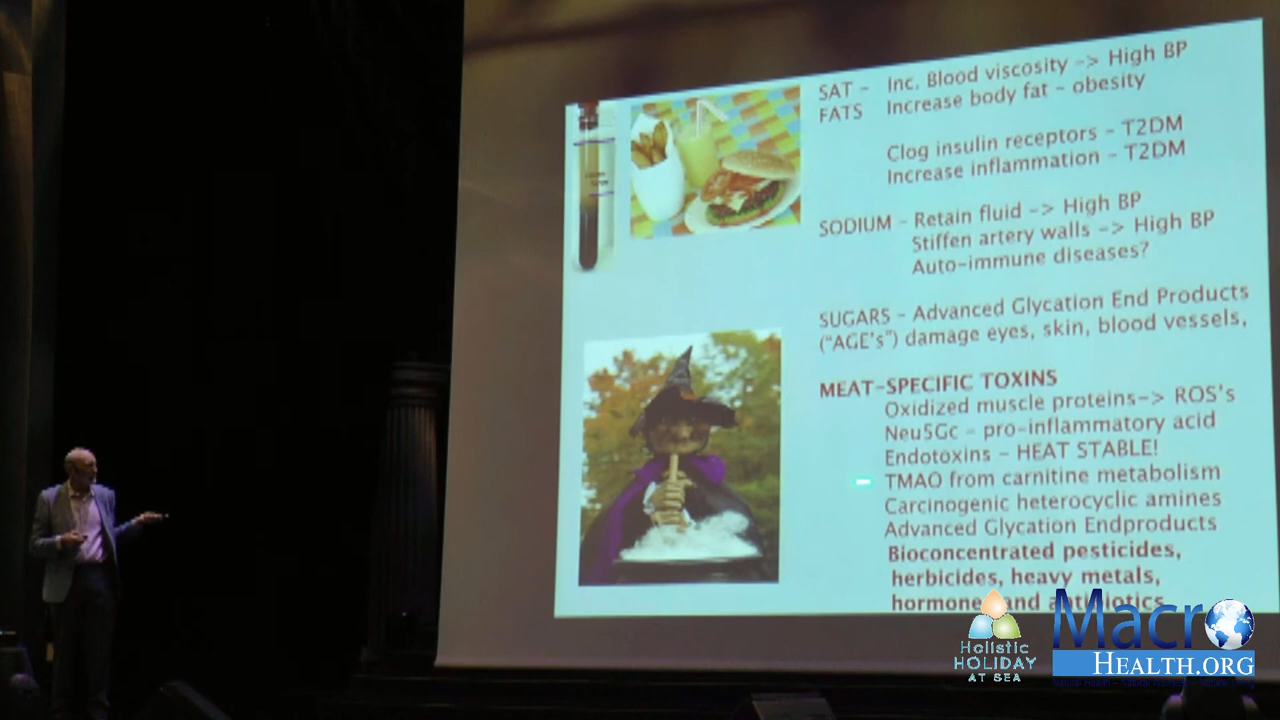 SAT - Inc. Blood viscosity -> High BP
FATS Increase body fat - obesity
Clog insulin receptors - T2DM
Increase inflammation - T2DM
SODIUM - Retain fluid -> High BP
Stiffen artery walls -> High BP
Auto-immune diseases?
SUGARS - Advanced Glycation End Products
("AGE's") damage eyes, skin, blood vessels,
MEAT-SPECIFIC TOXINS
Oxidized muscle proteins-> ROS's
Neu5Gc - pro-inflammatory acid
Endotoxins - HEAT STABLE!
TMAO from carnitine metabolism
Carcinogenic heterocyclic amines
Advanced Glycation Endproducts
Bioconcentrated pesticides,
herbicides, heavy metals,
hormones and antibiotics
Holistic
HOLIDAY
AT SEA
Macr
HEALTH.ORG